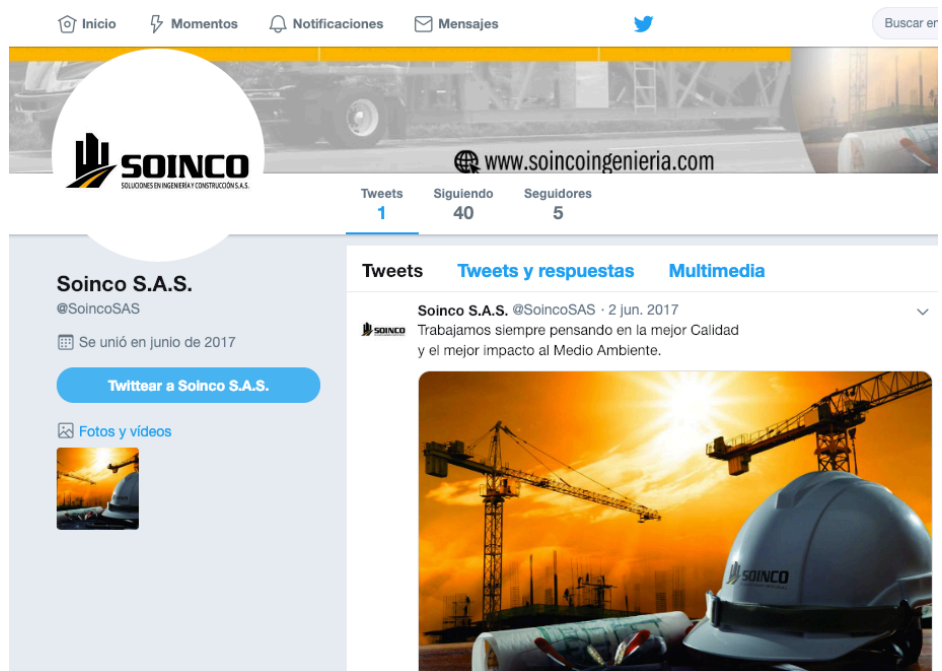 Inicio Momentos Notificaciones Mensajes Buscar en
SOINCO
SOLUCIONES EN INGENIERÍA Y CONSTRUCCIÓN S.A.S.
www.soincoingenieria.com
Tweets Siguiendo Seguidores
1 40 5
Soinco S.A.S.
@SoincoSAS
Se unió en junio de 2017
Twittear a Soinco S.A.S.
Fotos y vídeos
Tweets Tweets y respuestas Multimedia
Soinco S.A.S. @SoincoSAS · 2 jun. 2017
SOINCO
Trabajamos siempre pensando en la mejor Calidad
y el mejor impacto al Medio Ambiente.
SOINCO